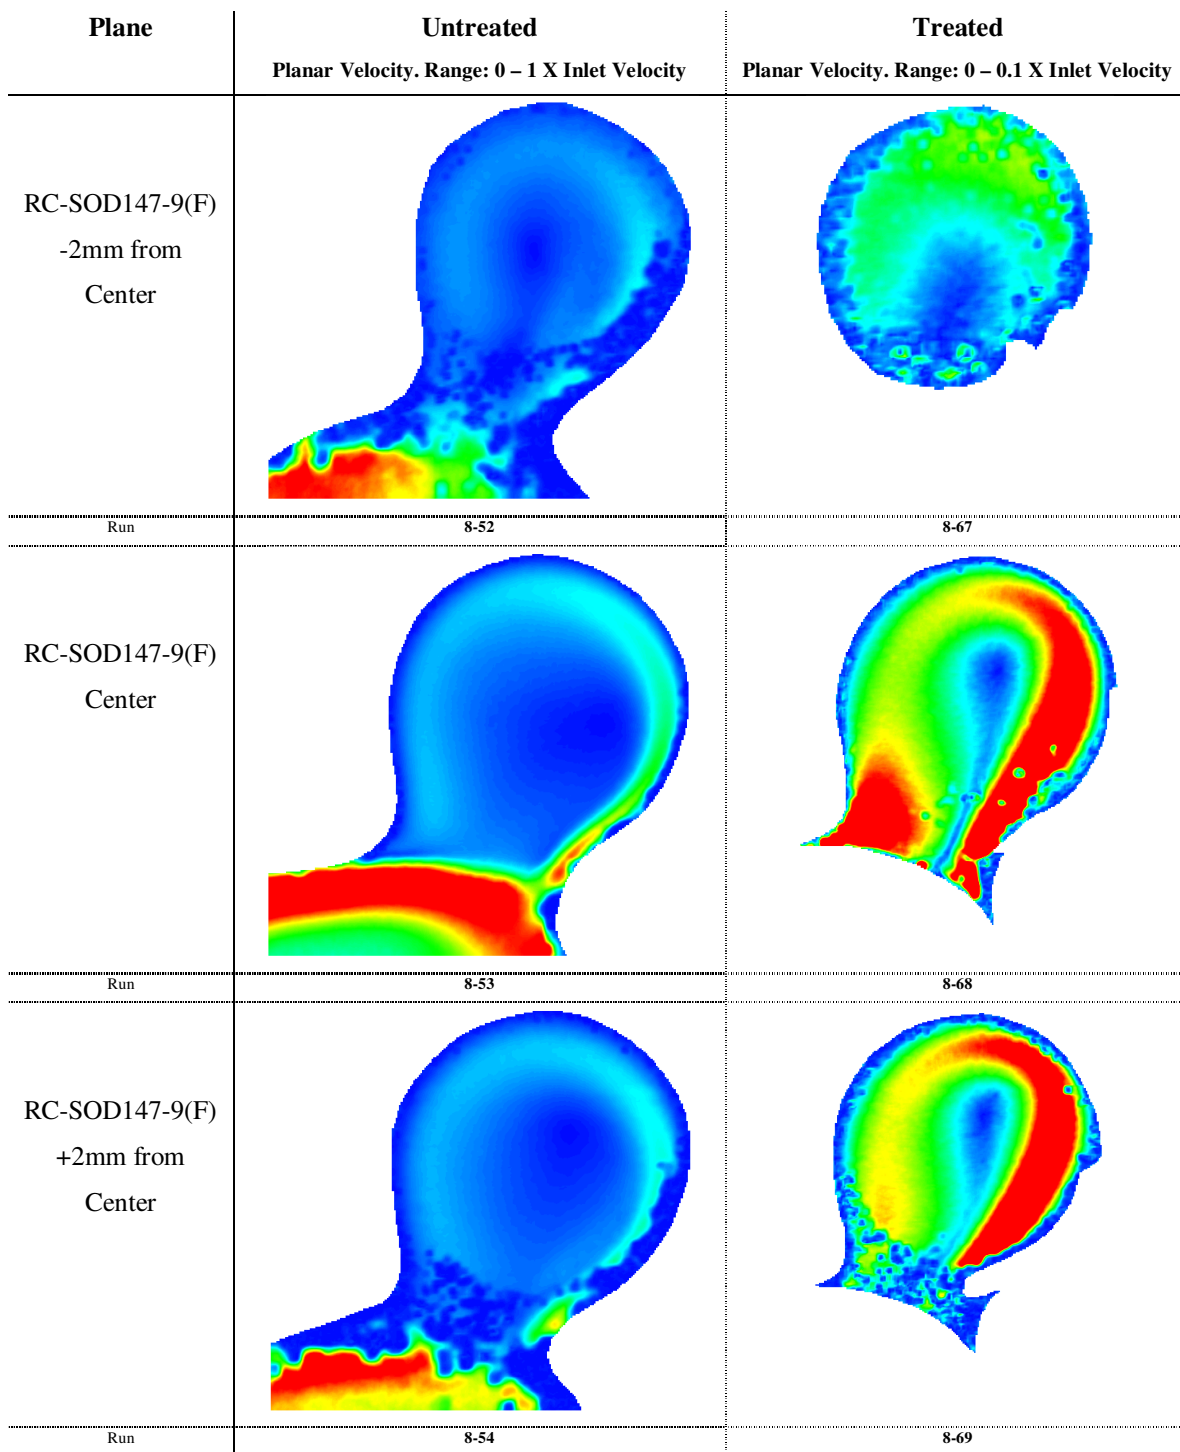 Plane Untreated Treated
Planar Velocity. Range: 0 – 1 X Inlet Velocity Planar Velocity. Range: 0 – 0.1 X Inlet Velocity
RC-SOD147-9(F)
-2mm from
Center
Run 8-52 8-67
RC-SOD147-9(F)
Center
Run 8-53 8-68
RC-SOD147-9(F)
+2mm from
Center
Run 8-54 8-69